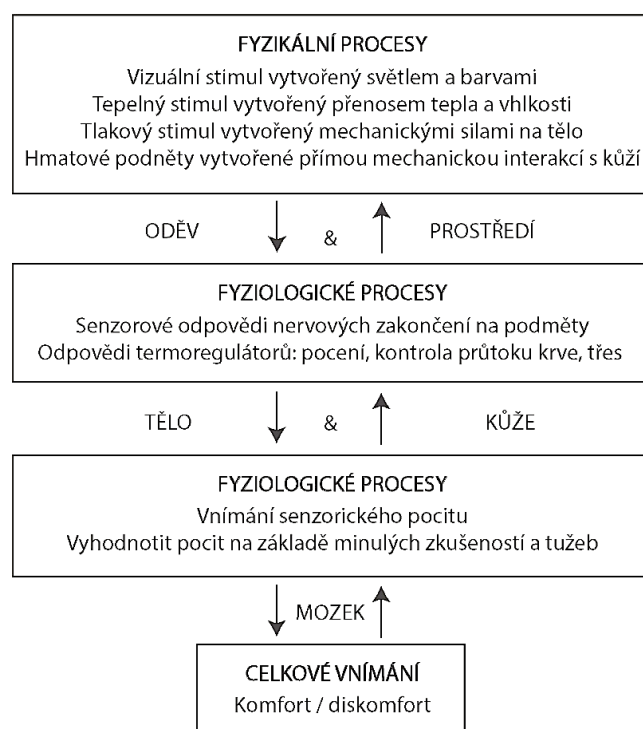 FYZIKÁLNÍ PROCESY
Vizuální stimul vytvořený světlem a barvami
Tepelný stimul vytvořený přenosem tepla a vlhkosti
Tlakový stimul vytvořený mechanickými silami na tělo
Hmatové podněty vytvořené přímou mechanickou interakcí s kůží
ODĚV & PROSTŘEDÍ
FYZIOLOGICKÉ PROCESY
Senzorové odpovědi nervových zakončení na podměty
Odpovědi termoregulátorů: pocení, kontrola průtoku krve, třes
TĚLO & KŮŽE
FYZIOLOGICKÉ PROCESY
Vnímání senzorického pocitu
Vyhodnotit pocit na základě minulých zkušeností a tužeb
MOZEK
CELKOVÉ VNÍMÁNÍ
Komfort / diskomfort